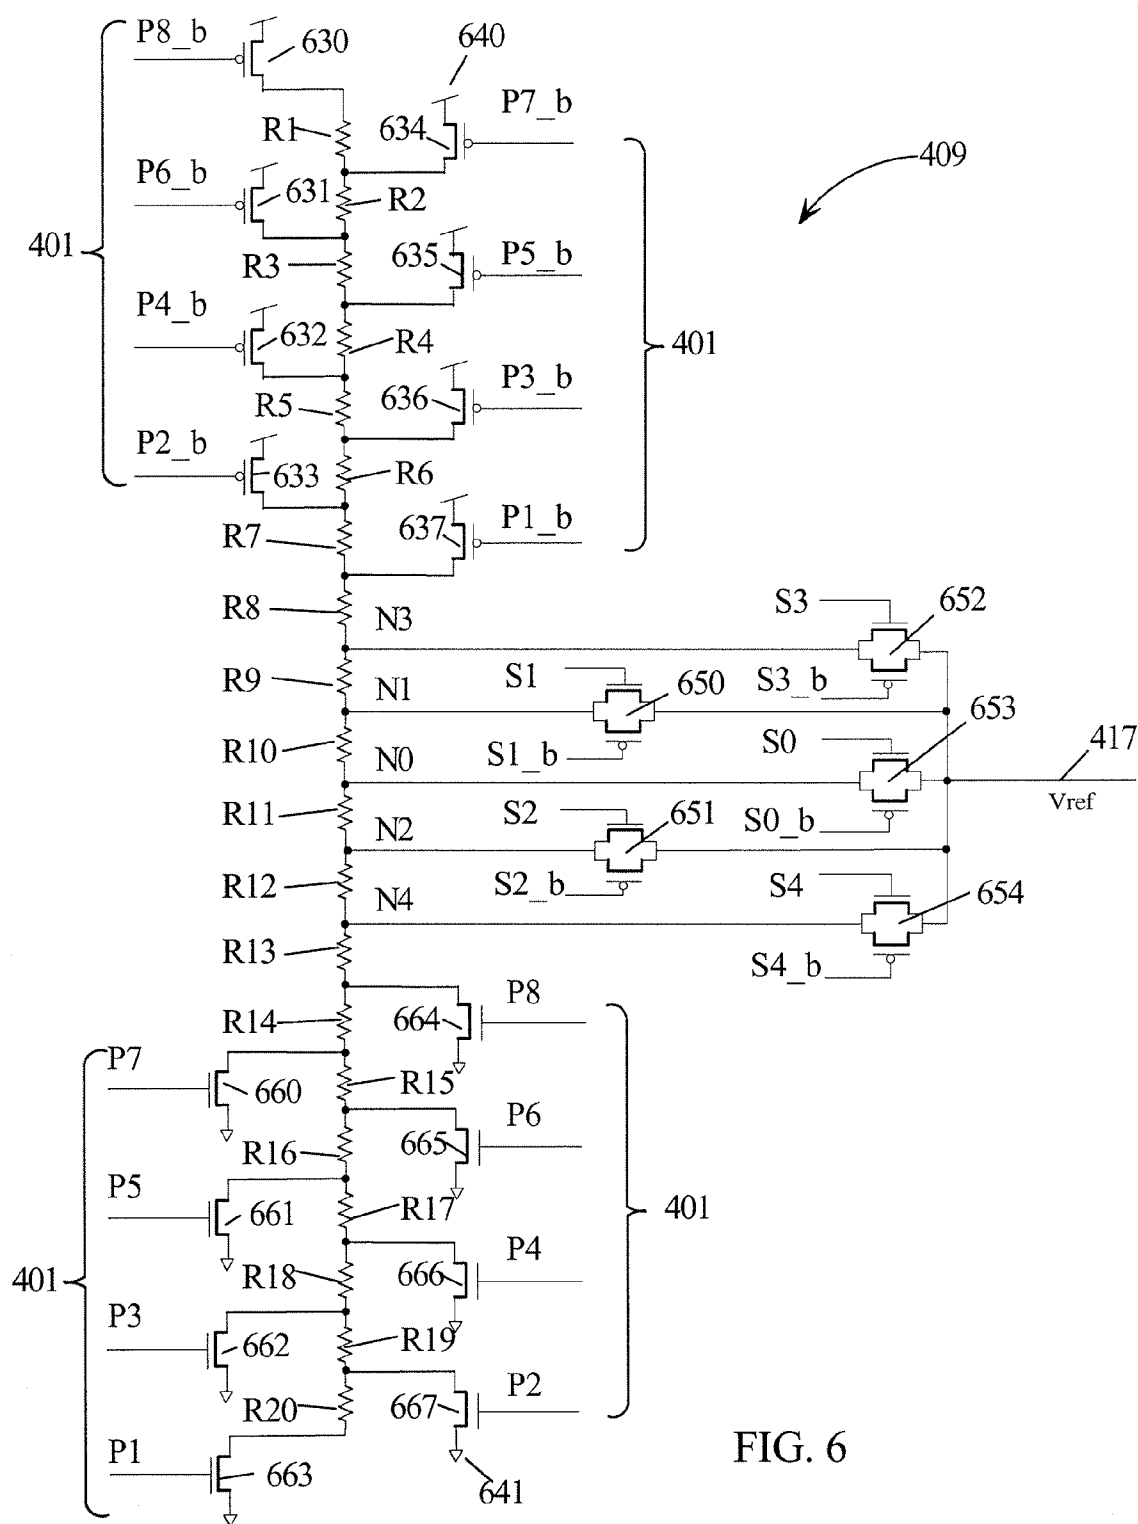 P8_b
630
640
P7_b
R1
634
409
P6_b
631
R2
401
R3
635
P5_b
P4_b
632
R4
401
R5
636
P3_b
P2_b
633
R6
R7
637
P1_b
R8
N3
S3
652
R9
N1
S1
650
S3_b
653
R10
N0
S1_b
S0
417
Vref
R11
N2
S2
651
S0_b
R12
N4
S2_b
S4
654
R13
S4_b
R14
664
P8
P7
660
R15
R16
665
P6
P5
661
R17
401
401
R18
666
P4
P3
662
R19
R20
667
P2
P1
663
641
FIG. 6